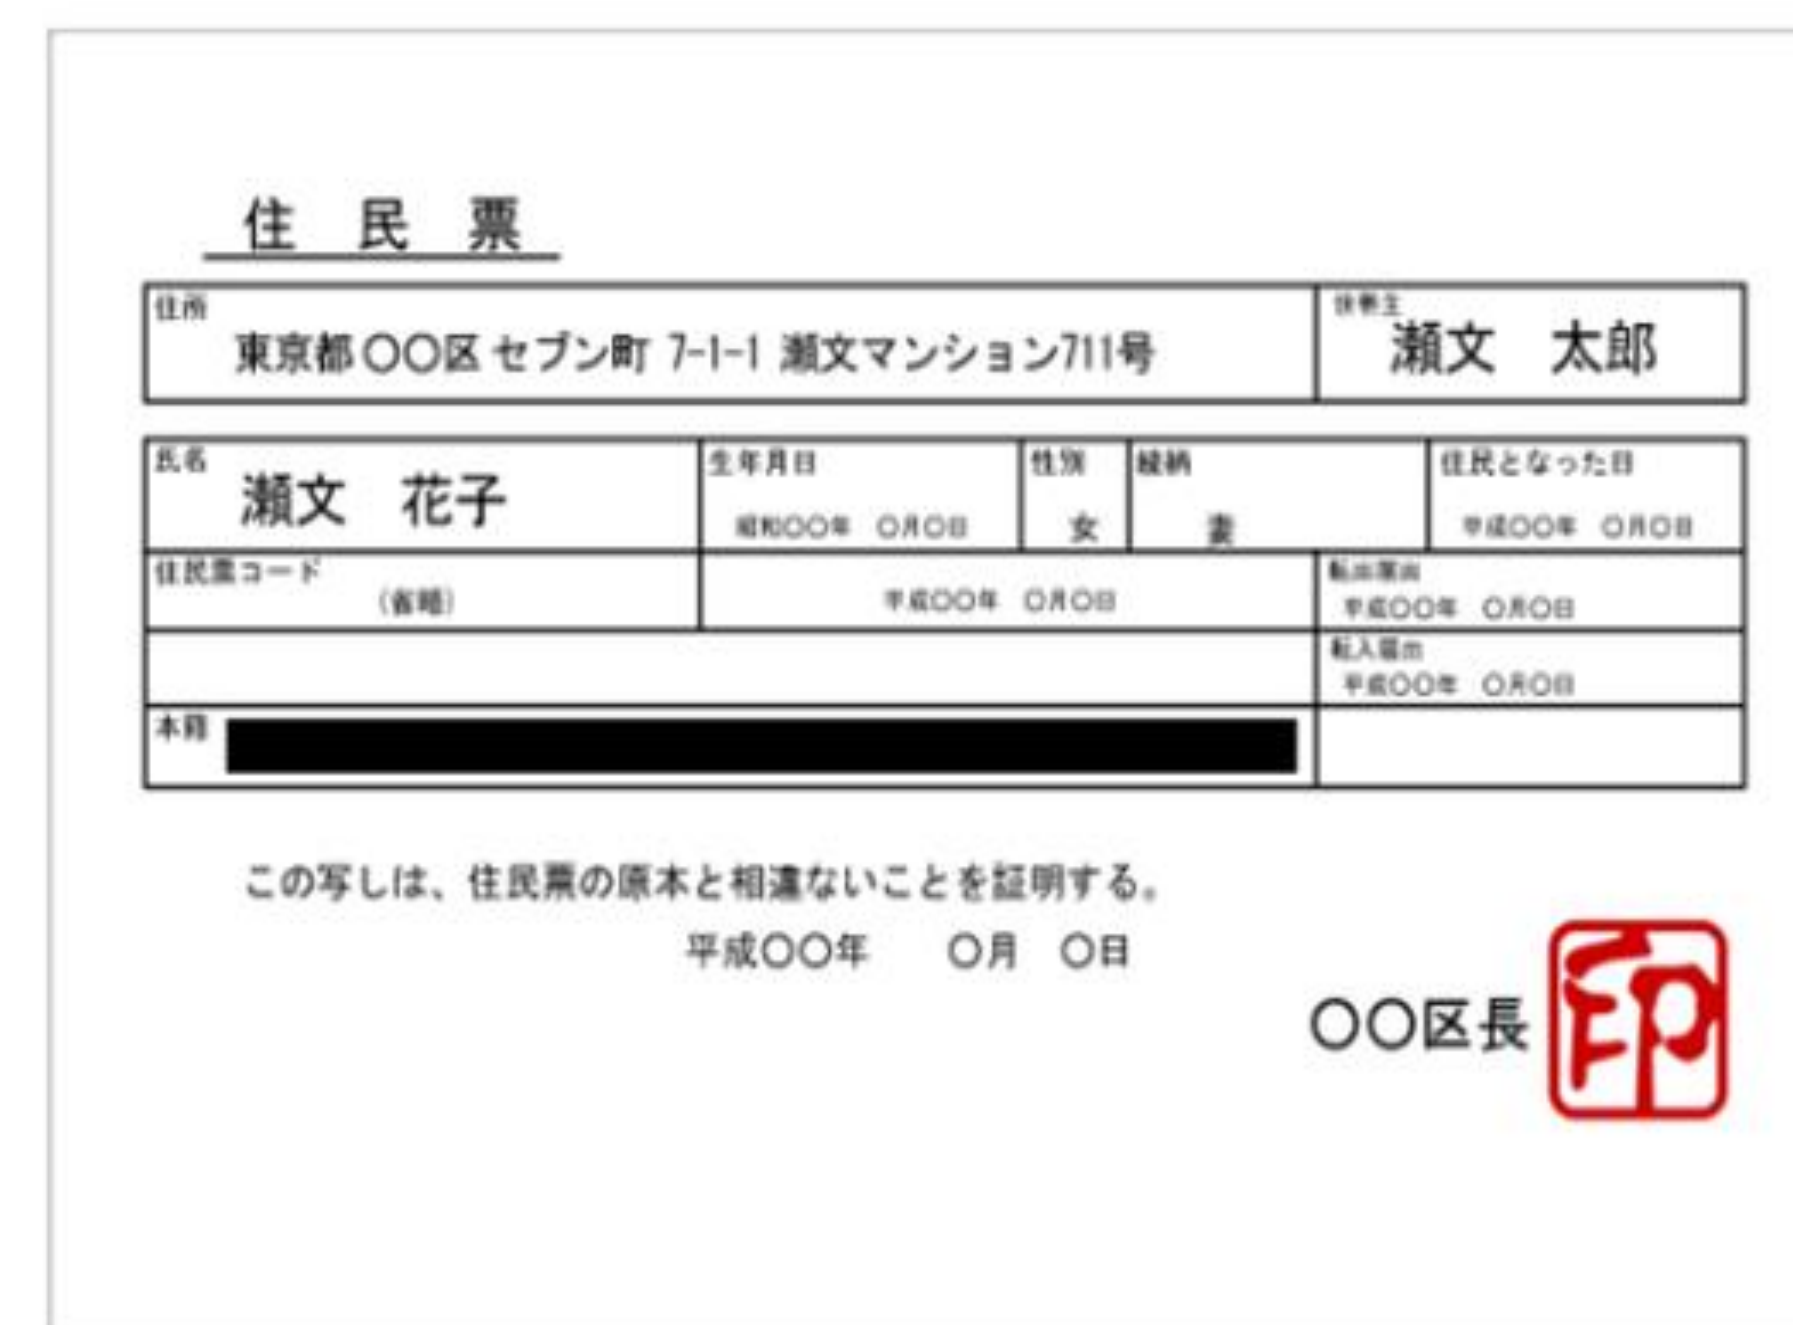 住民票
住所
東京都〇〇区 セブン町 7-1-1 瀬文マンション711号
世帯主
瀬文 太郎
氏名
瀬文 花子
生年月日
昭和〇〇年 〇月〇日
性別
女
続柄
妻
住民となった日
平成〇〇年 〇月〇日
住民票コード
(省略)
平成〇〇年 〇月〇日
転出届出
平成〇〇年 〇月〇日
転入届出
平成〇〇年 〇月〇日
本籍
この写しは、住民票の原本と相違ないことを証明する。
平成〇〇年 〇月 〇日
〇〇区長
印